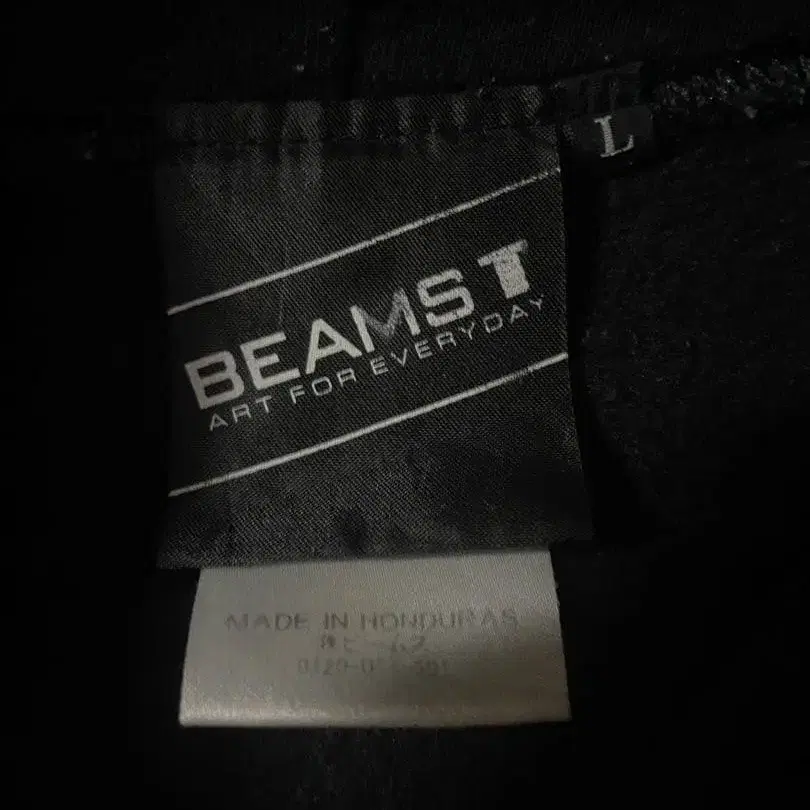 L
BEAMS T
ART FOR EVERYDAY
MADE IN HONDURAS